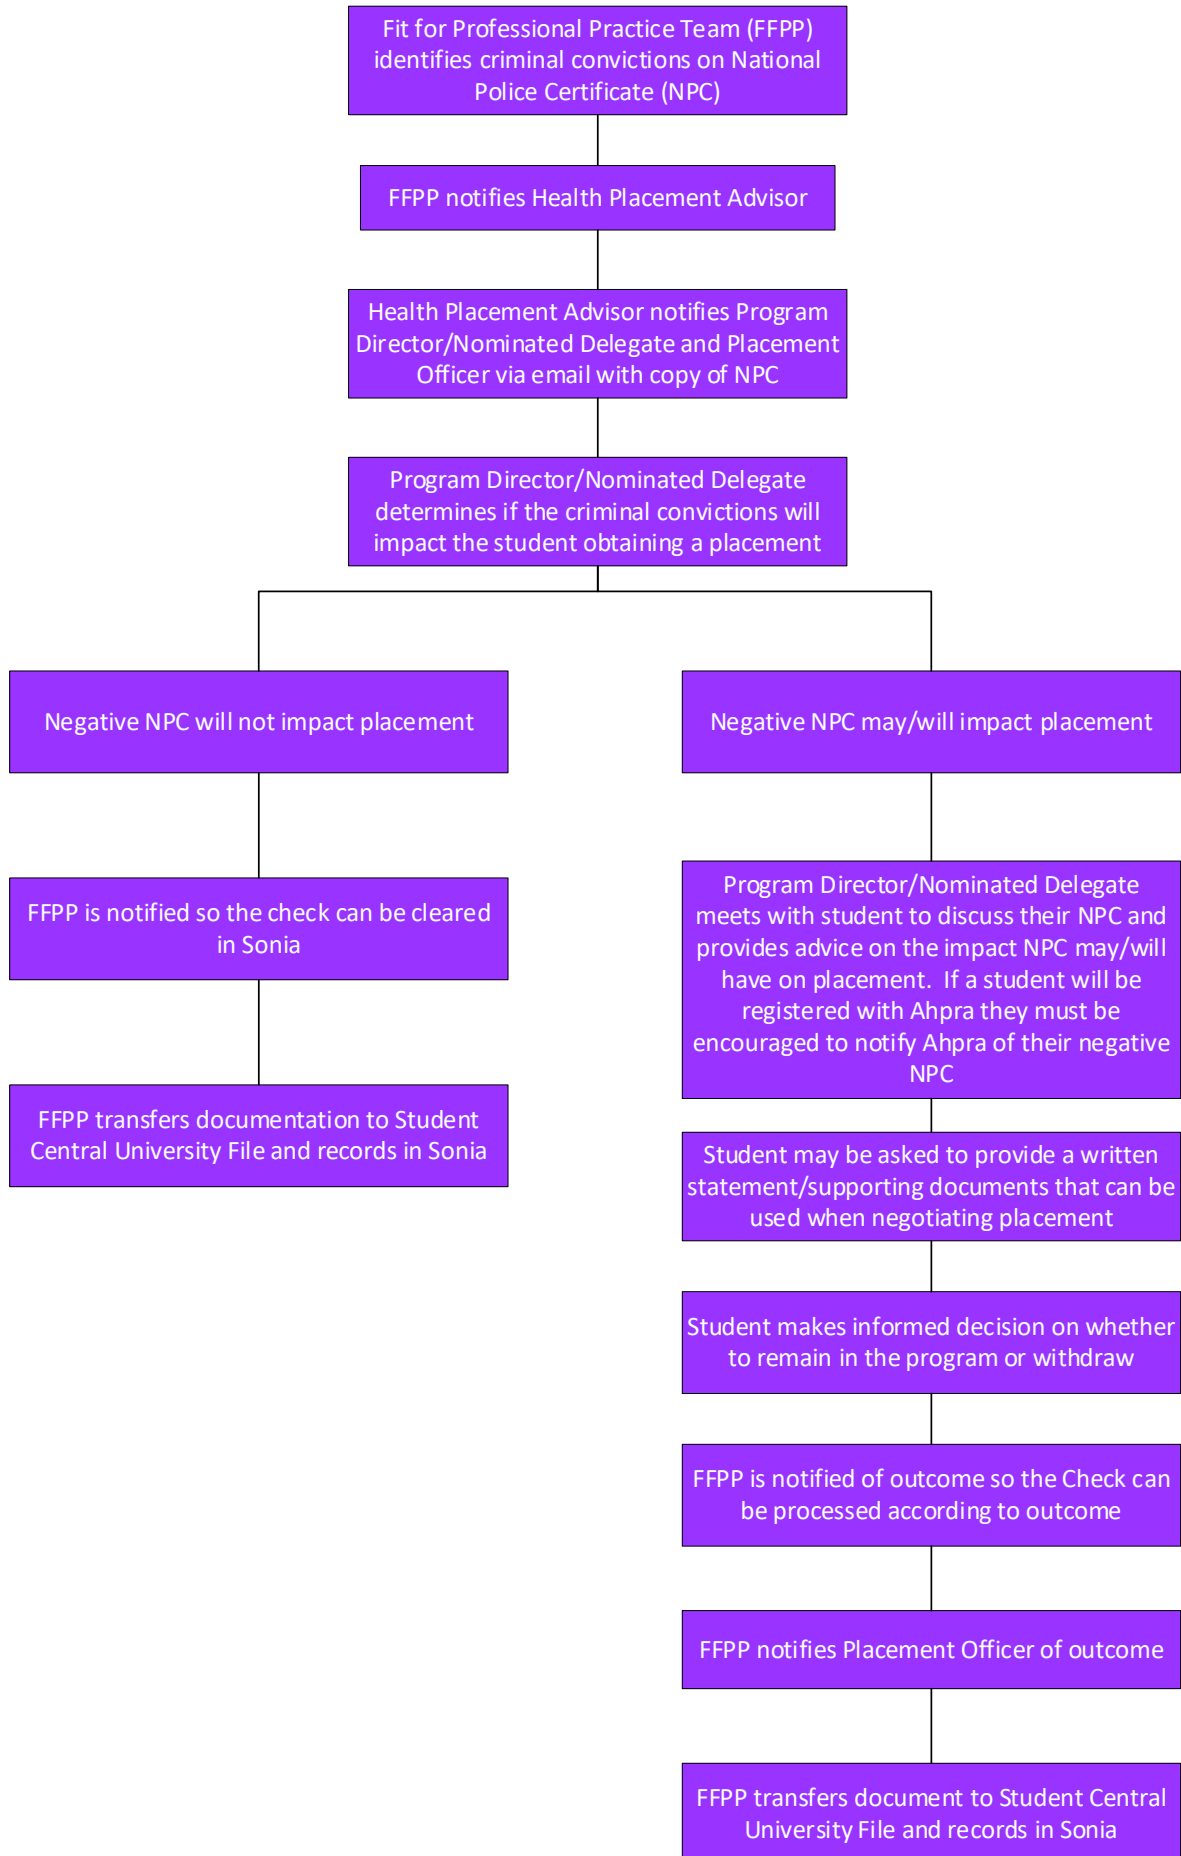 Fit for Professional Practice Team (FFPP)
identifies criminal convictions on National
Police Certificate (NPC)
FFPP notifies Health Placement Advisor
Health Placement Advisor notifies Program
Director/Nominated Delegate and Placement
Officer via email with copy of NPC
Program Director/Nominated Delegate
determines if the criminal convictions will
impact the student obtaining a placement
Negative NPC will not impact placement
FFPP is notified so the check can be cleared
in Sonia
FFPP transfers documentation to Student
Central University File and records in Sonia
Negative NPC may/will impact placement
Program Director/Nominated Delegate
meets with student to discuss their NPC and
provides advice on the impact NPC may/will
have on placement.  If a student will be
registered with Ahpra they must be
encouraged to notify Ahpra of their negative
NPC
Student may be asked to provide a written
statement/supporting documents that can be
used when negotiating placement
Student makes informed decision on whether
to remain in the program or withdraw
FFPP is notified of outcome so the Check can
be processed according to outcome
FFPP notifies Placement Officer of outcome
FFPP transfers document to Student Central
University File and records in Sonia